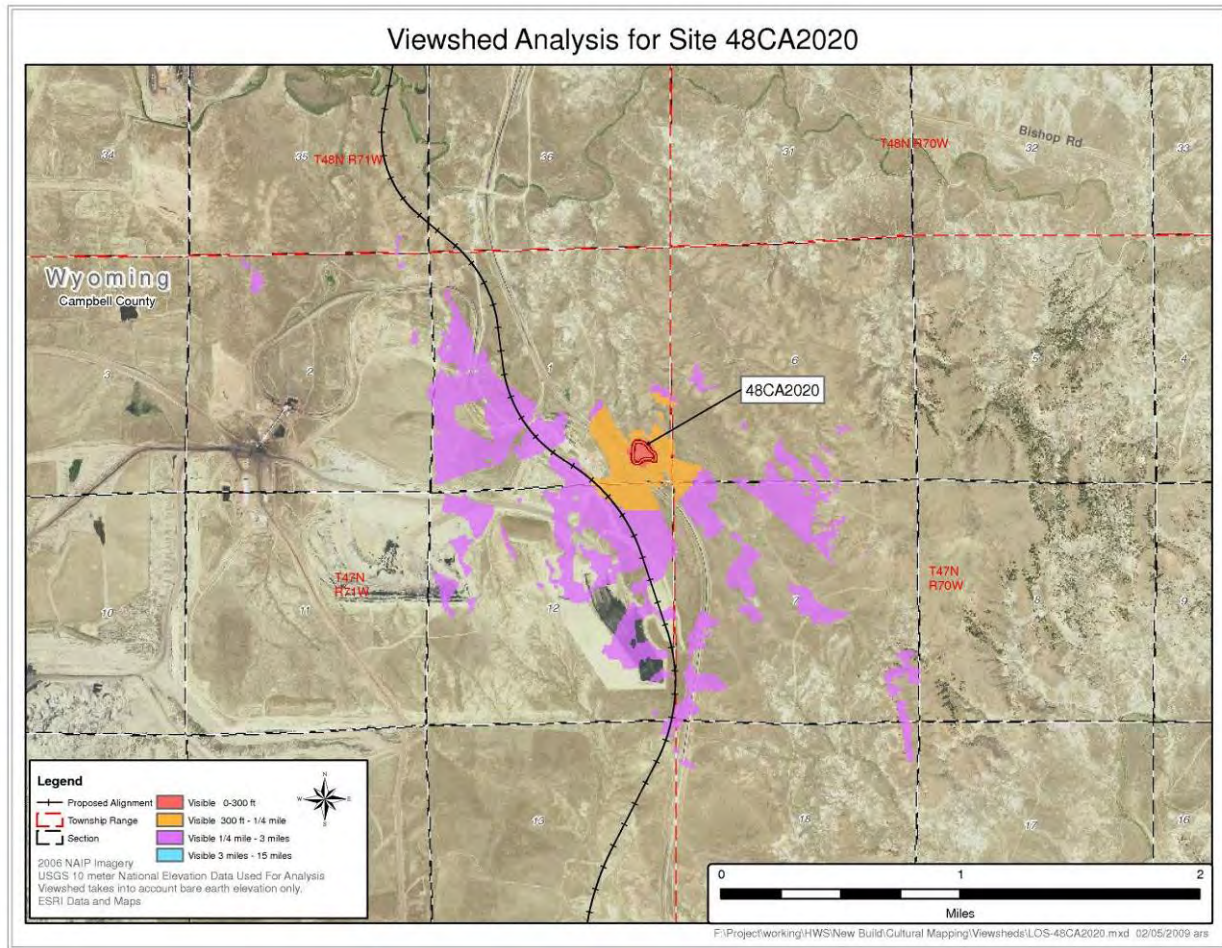 Viewshed Analysis for Site 48CA2020
34
35
T48N R71W
36
31
T48N R70W
Bishop Rd
32
33
Wyoming
Campbell County
3
2
1
6
5
4
48CA2020
10
11
T47N
R71W
12
7
T47N
R70W
8
9
13
18
17
16
Legend
Proposed Alignment
Township Range
Section
Visible 0-300 ft
Visible 300 ft - 1/4 mile
Visible 1/4 mile - 3 miles
Visible 3 miles - 15 miles
N
W
E
S
2006 NAIP Imagery
USGS 10 meter National Elevation Data Used For Analysis
Viewshed takes into account bare earth elevation only.
ESRI Data and Maps
0 1 2
Miles
F:\Project\working\HWS\New Build\Cultural Mapping\Viewsheds\LOS-48CA2020.mxd 02/05/2009 ars